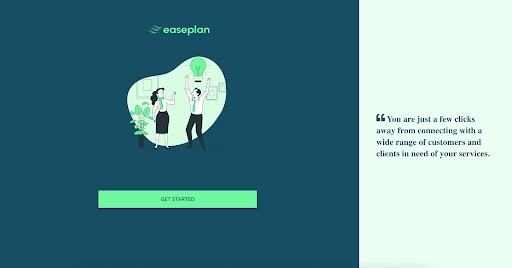 easeplan
GET STARTED
❝ You are just a few clicks
away from connecting with a
wide range of customers and
clients in need of your services.